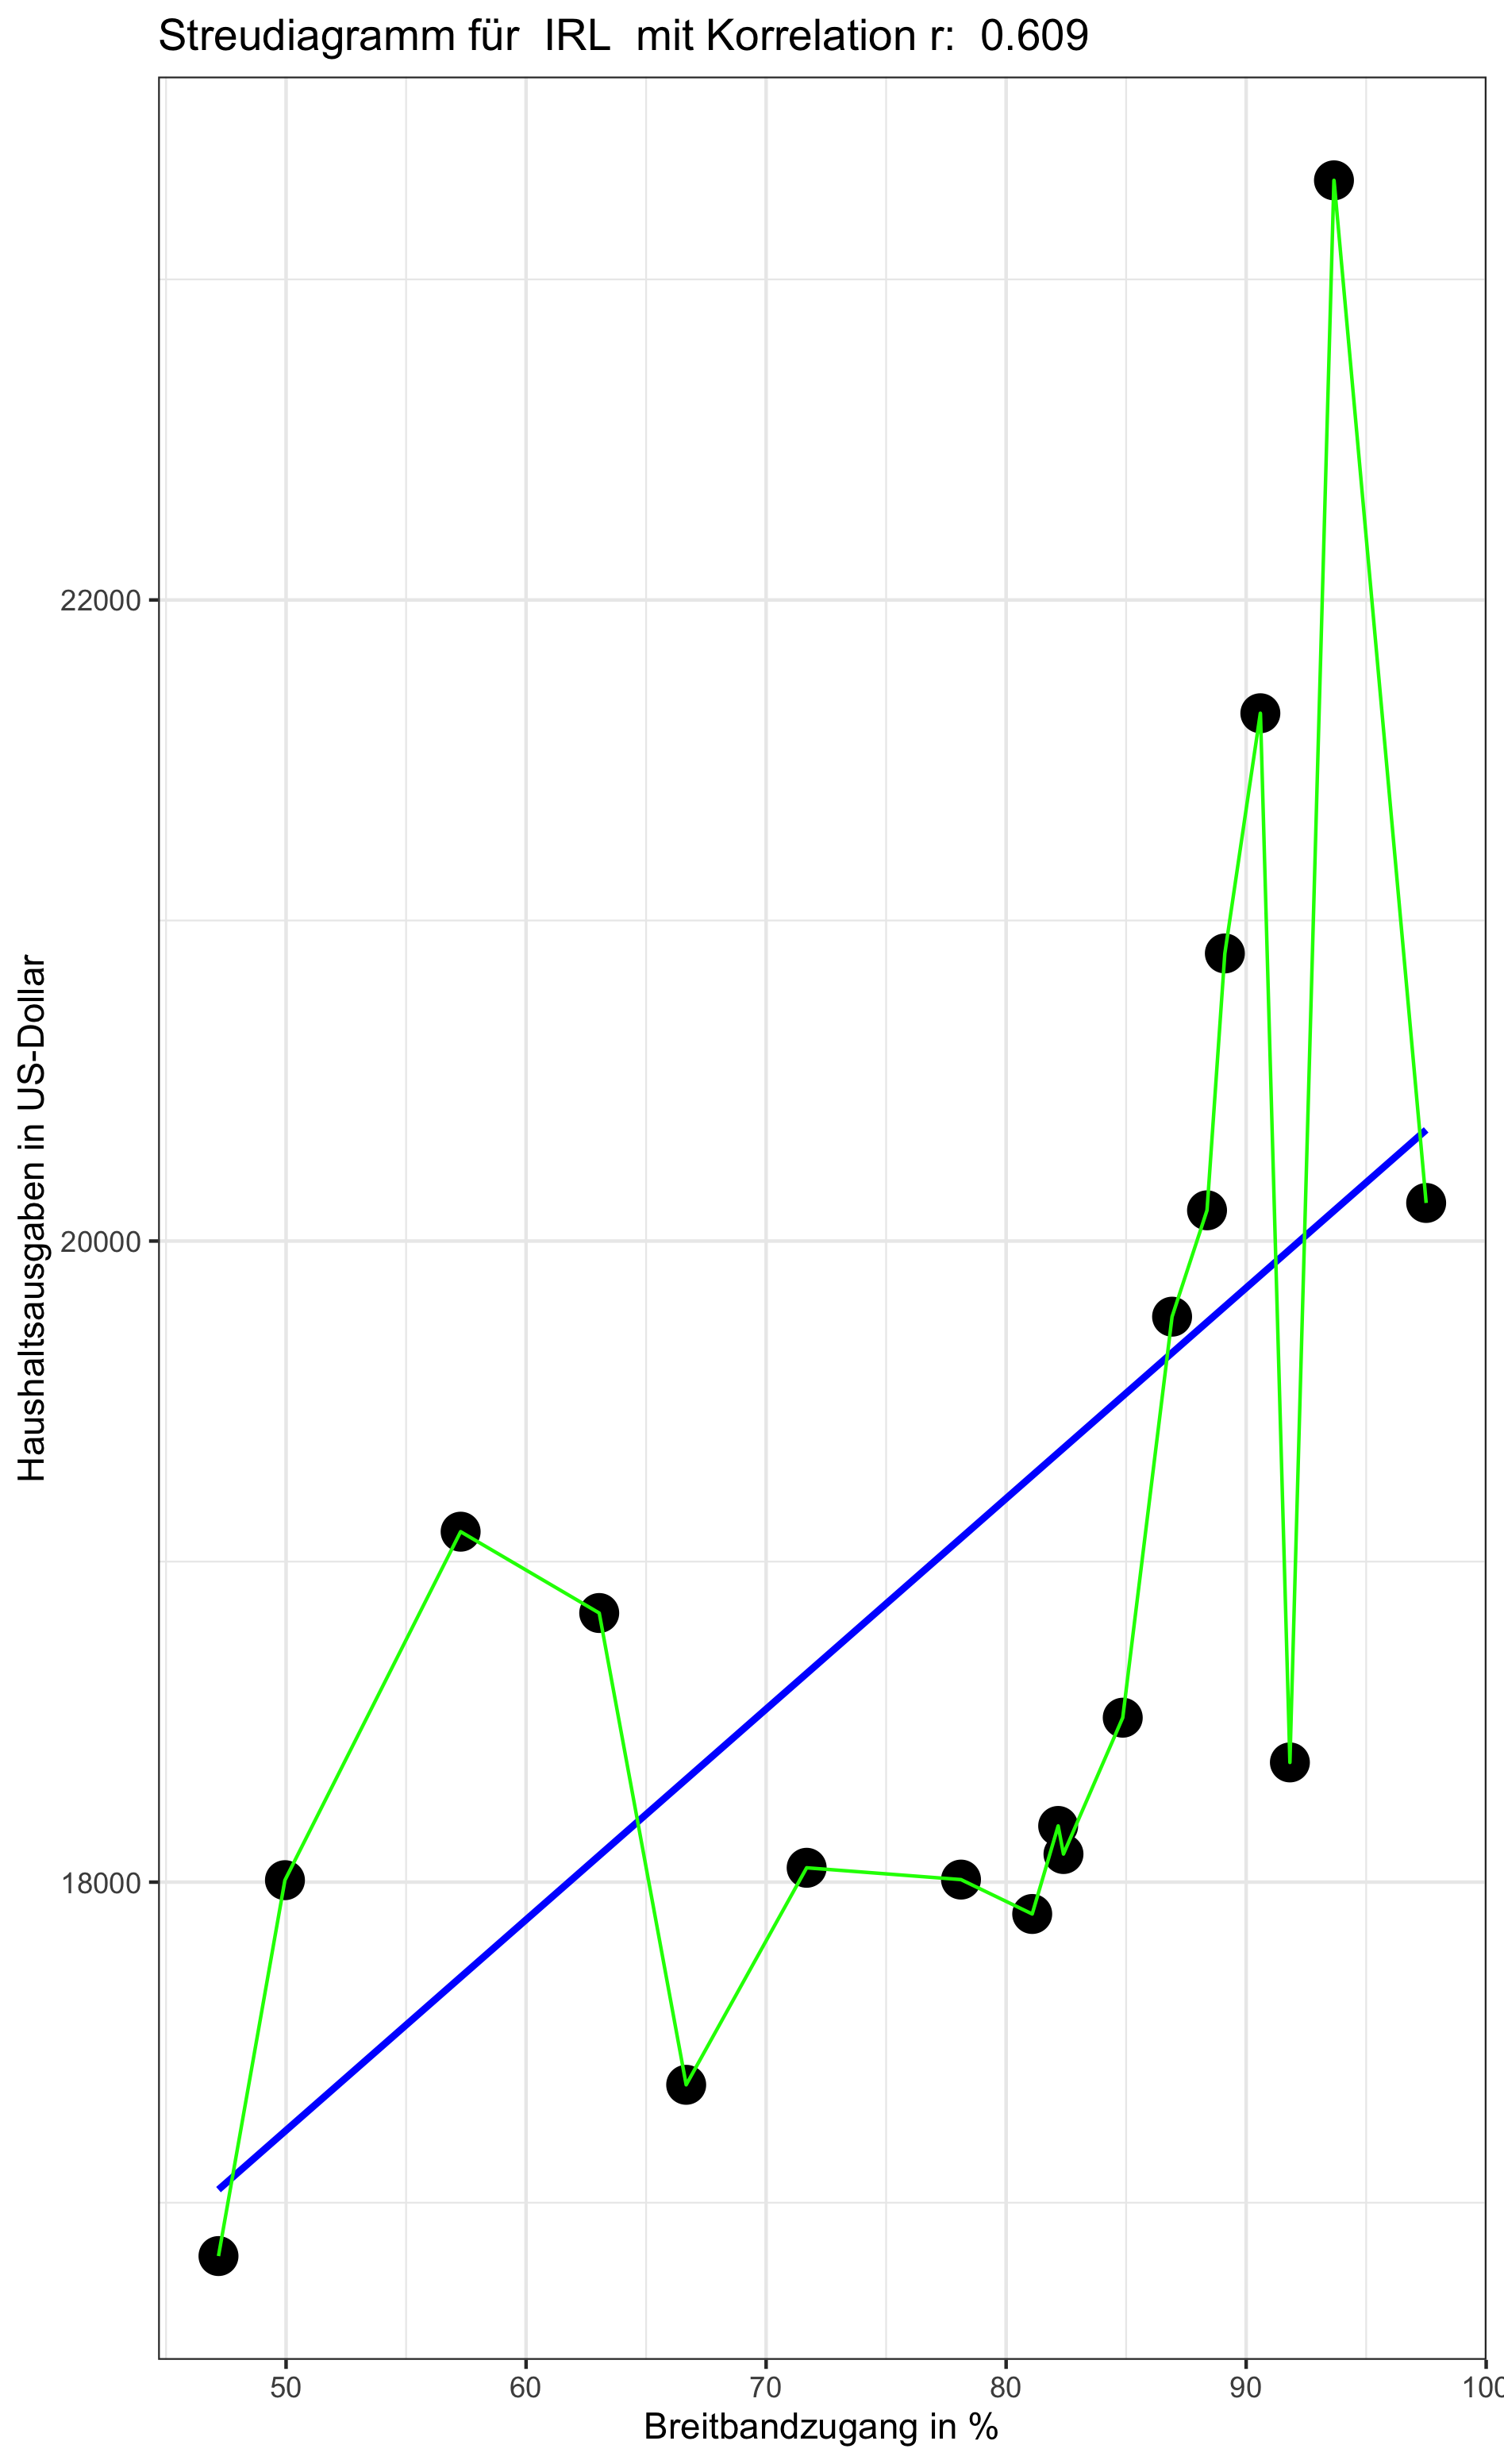 Streudiagramm für IRL mit Korrelation r: 0.609
Haushaltsausgaben in US-Dollar
22000
20000
18000
50 60 70 80 90 100
Breitbandzugang in %